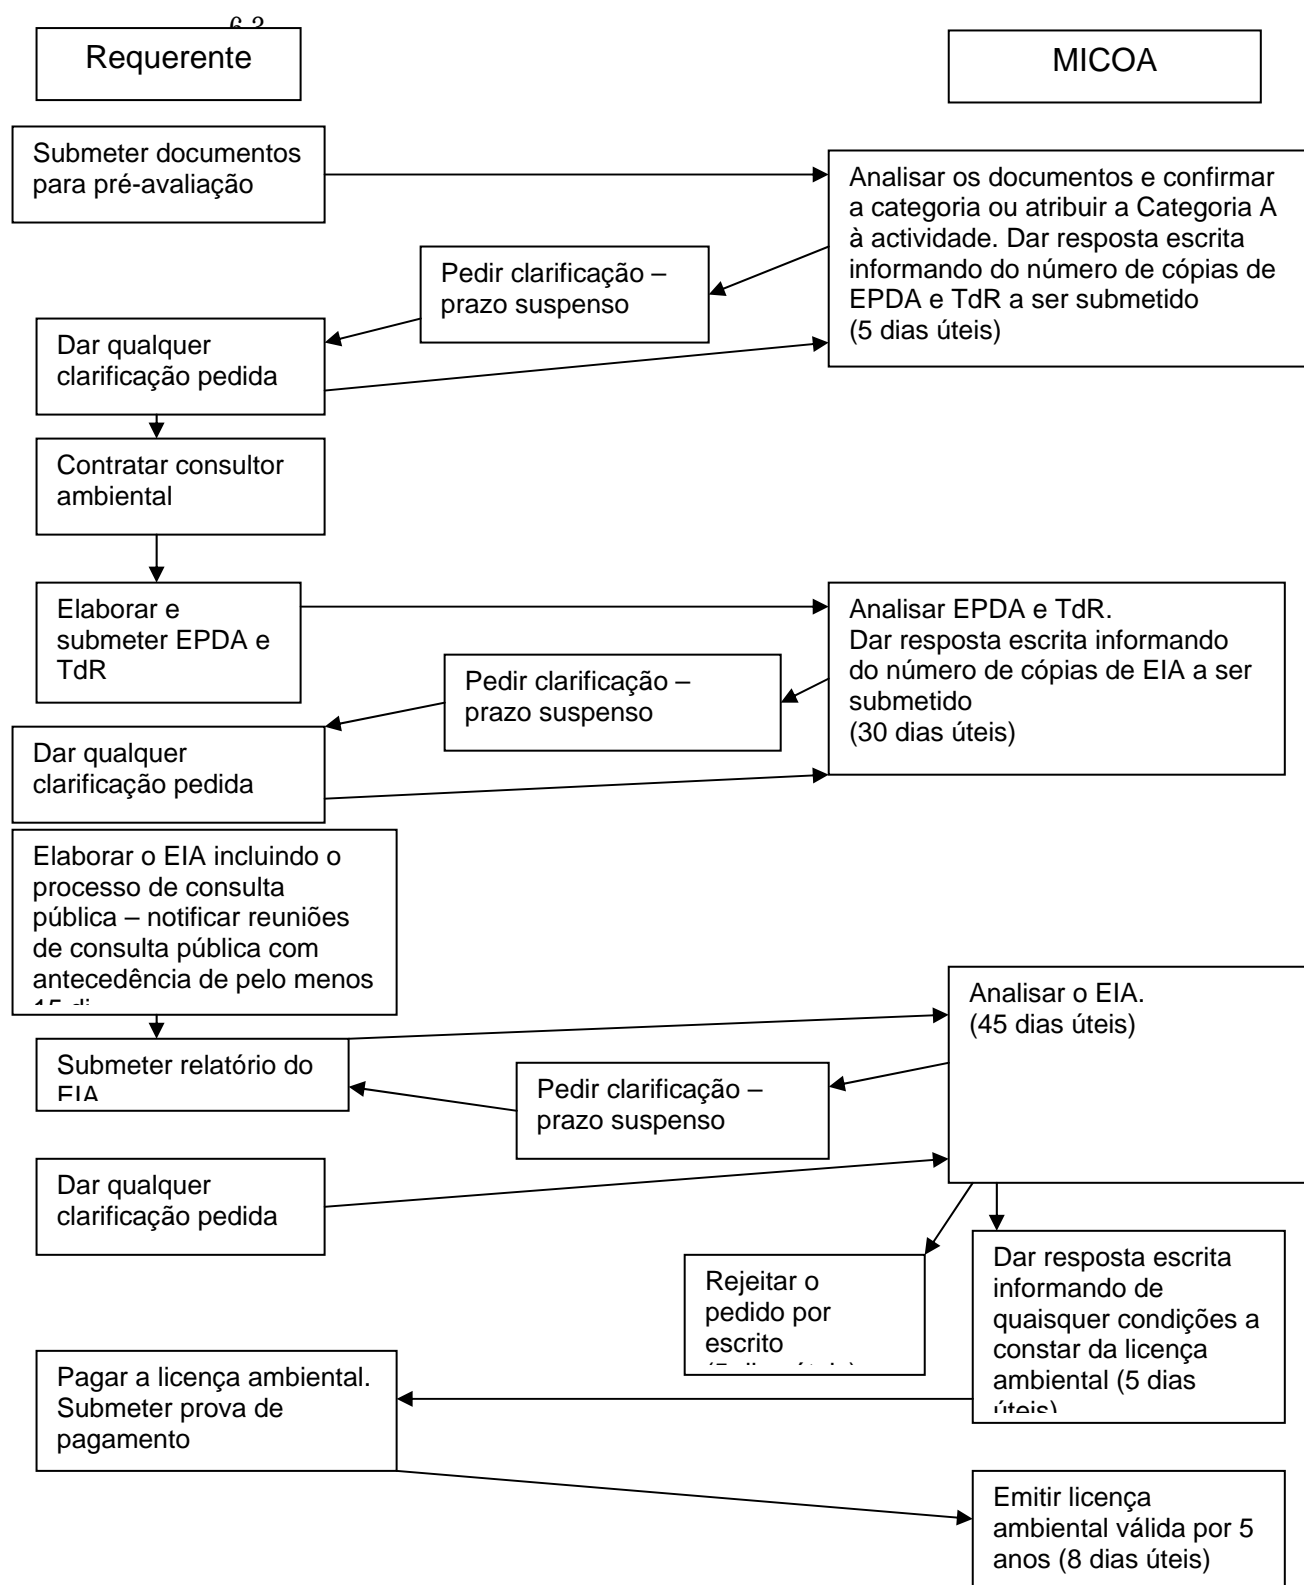 Requerente
MICOA
Submeter documentos
para pré-avaliação
Analisar os documentos e confirmar
a categoria ou atribuir a Categoria A
à actividade. Dar resposta escrita
informando do número de cópias de
EPDA e TdR a ser submetido
(5 dias úteis)
Pedir clarificação –
prazo suspenso
Dar qualquer
clarificação pedida
Contratar consultor
ambiental
Elaborar e
submeter EPDA e
TdR
Analisar EPDA e TdR.
Dar resposta escrita informando
do número de cópias de EIA a ser
submetido
(30 dias úteis)
Pedir clarificação –
prazo suspenso
Dar qualquer
clarificação pedida
Elaborar o EIA incluindo o
processo de consulta
pública – notificar reuniões
de consulta pública com
antecedência de pelo menos
Analisar o EIA.
(45 dias úteis)
Submeter relatório do
EIA
Pedir clarificação –
prazo suspenso
Dar qualquer
clarificação pedida
Rejeitar o
pedido por
escrito
Dar resposta escrita
informando de
quaisquer condições a
constar da licença
ambiental (5 dias
úteis)
Pagar a licença ambiental.
Submeter prova de
pagamento
Emitir licença
ambiental válida por 5
anos (8 dias úteis)